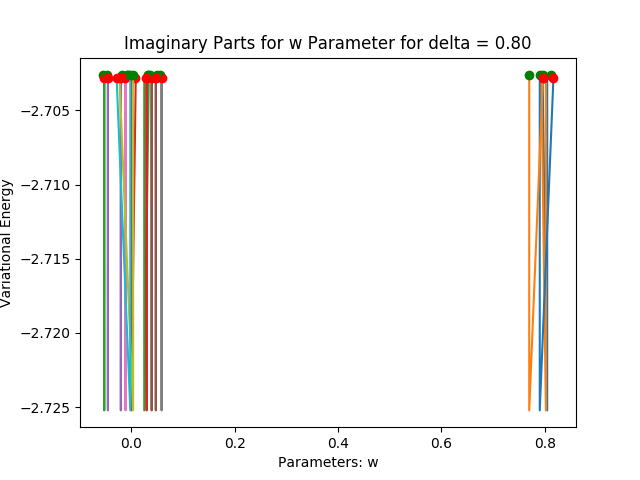 Imaginary Parts for w Parameter for delta = 0.80
−2.705
−2.710
−2.715
−2.720
−2.725
Variational Energy
0.0 0.2 0.4 0.6 0.8
Parameters: w